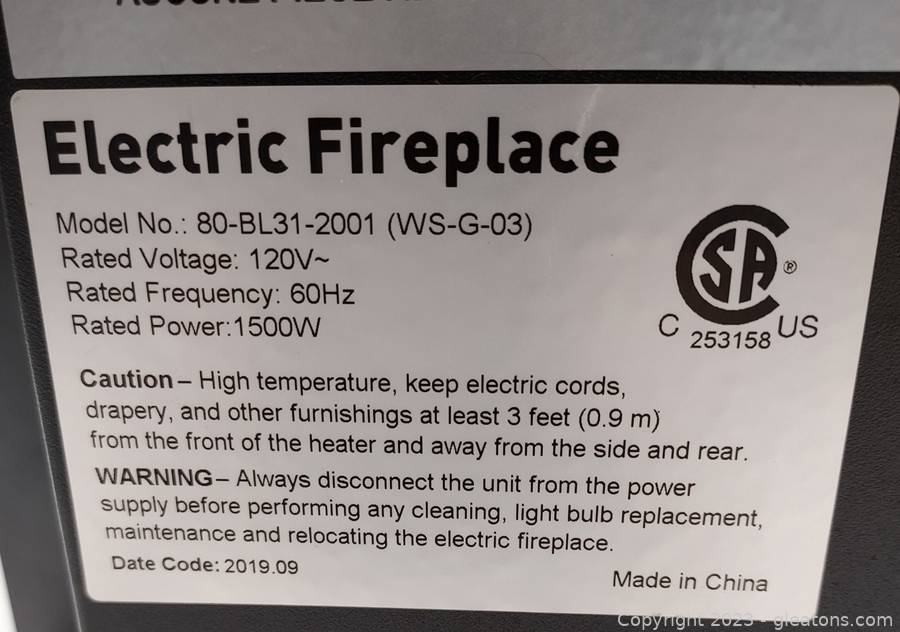 Electric Fireplace
Model No.: 80-BL31-2001 (WS-G-03)
Rated Voltage: 120V~
Rated Frequency: 60Hz
Rated Power:1500W
CSA®
C 253158 US
Caution – High temperature, keep electric cords,
drapery, and other furnishings at least 3 feet (0.9 m)
from the front of the heater and away from the side and rear.
WARNING – Always disconnect the unit from the power
supply before performing any cleaning, light bulb replacement,
maintenance and relocating the electric fireplace.
Date Code: 2019.09
Made in China
Copyright 2023 - gleatons.com